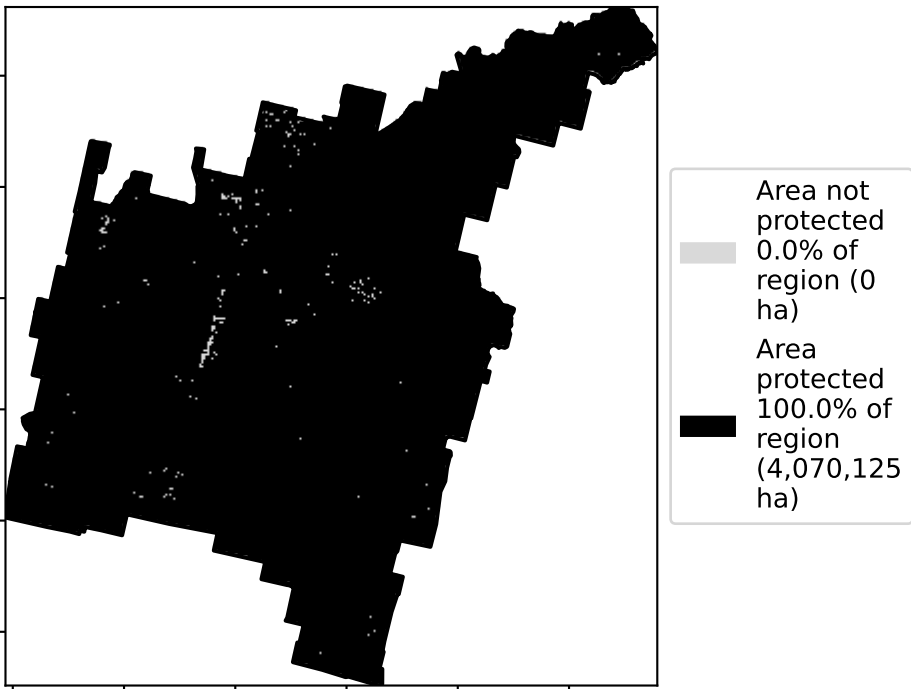 Area not
protected
0.0% of
region (0
ha)
Area
protected
100.0% of
region
(4,070,125
ha)